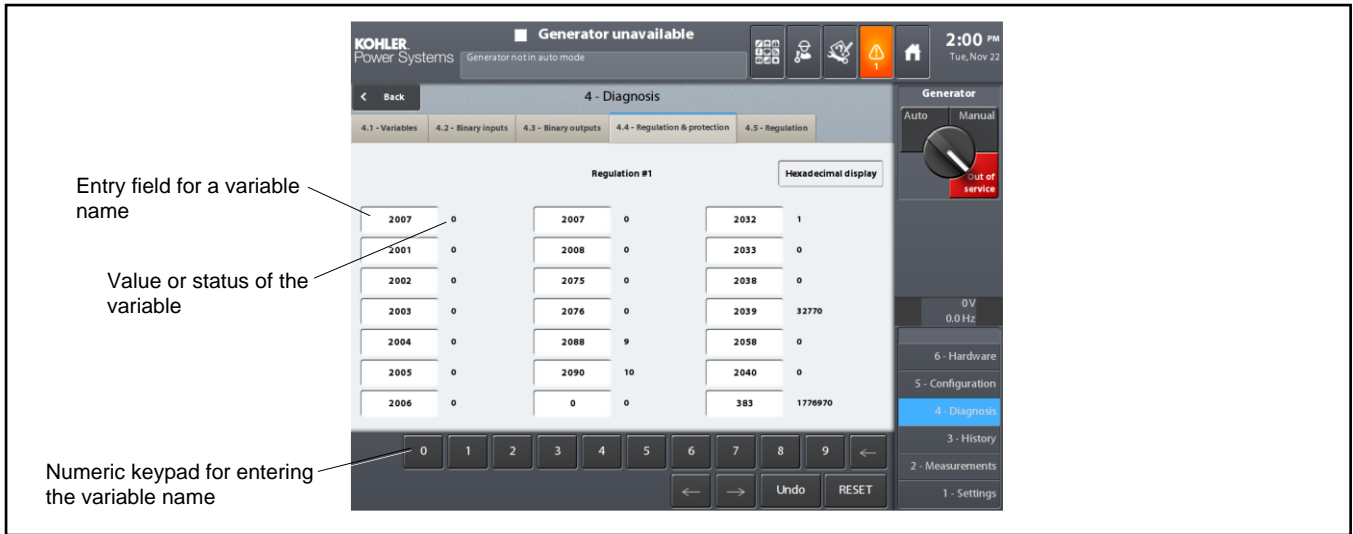 KOHLER.
Power Systems
Generator unavailable
Generator not in auto mode
1
2:00 PM
Tue, Nov 22
Back
4 - Diagnosis
4.1 - Variables
4.2 - Binary inputs
4.3 - Binary outputs
4.4 - Regulation & protection
4.5 - Regulation
Generator
Auto
Manual
Out of
service
Regulation #1
Hexadecimal display
Entry field for a variable
name
Value or status of the
variable
Numeric keypad for entering
the variable name
2007 0 2007 0 2032 1
2001 0 2008 0 2033 0
2002 0 2075 0 2038 0
2003 0 2076 0 2039 32770
2004 0 2088 9 2058 0
2005 0 2090 10 2040 0
2006 0 0 0 383 1776970
0 V
0.0 Hz
6 - Hardware
5 - Configuration
4 - Diagnosis
3 - History
2 - Measurements
1 - Settings
0 1 2 3 4 5 6 7 8 9 ←
← → Undo RESET